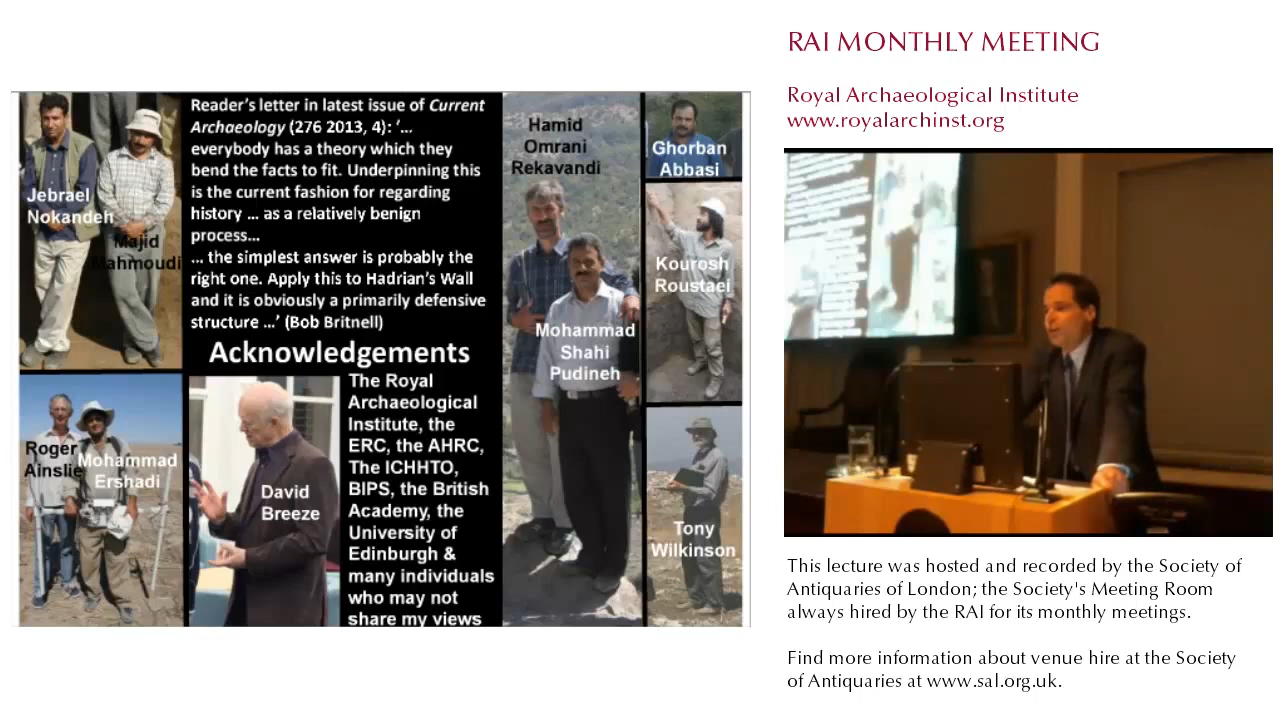 RAI MONTHLY MEETING
Royal Archaeological Institute
www.royalarchinst.org
Reader's letter in latest issue of Current
Archaeology (276 2013, 4): '...
everybody has a theory which they
bend the facts to fit. Underpinning this
is the current fashion for regarding
history ... as a relatively benign
process...
... the simplest answer is probably the
right one. Apply this to Hadrian's Wall
and it is obviously a primarily defensive
structure ...' (Bob Britnell)
Acknowledgements
The Royal
Archaeological
Institute, the
ERC, the AHRC,
The ICHHTO,
BIPS, the British
Academy, the
University of
Edinburgh &
many individuals
who may not
share my views
Jebrael
Nokandeh
Majid
Mahmoudi
Roger
Ainslie
Mohammad
Ershadi
David
Breeze
Hamid
Omrani
Rekavandi
Mohammad
Shahi
Pudineh
Ghorban
Abbasi
Kourosh
Roustaei
Tony
Wilkinson
This lecture was hosted and recorded by the Society of
Antiquaries of London; the Society's Meeting Room
always hired by the RAI for its monthly meetings.
Find more information about venue hire at the Society
of Antiquaries at www.sal.org.uk.